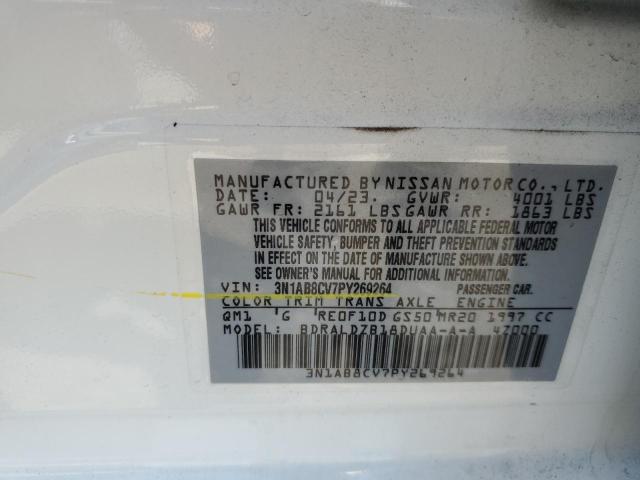 MANUFACTURED BY NISSAN MOTOR CO., LTD.
DATE: 04/23. GVWR: 4001 LBS
GAWR FR: 2161 LBS GAWR RR: 1863 LBS
THIS VEHICLE CONFORMS TO ALL APPLICABLE FEDERAL MOTOR
VEHICLE SAFETY, BUMPER AND THEFT PREVENTION STANDARDS
IN EFFECT ON THE DATE OF MANUFACTURE SHOWN ABOVE.
SEE OWNER'S MANUAL FOR ADDITIONAL INFORMATION.
VIN: 3N1AB8CV7PY269264 PASSENGER CAR.
COLOR TRIM TRANS AXLE ENGINE
QM1 G RE0F10D GS50 MR20 1997 CC
MODEL: BDRALDZB18DUAA-A-A 4Z000
3N1AB8CV7PY269264